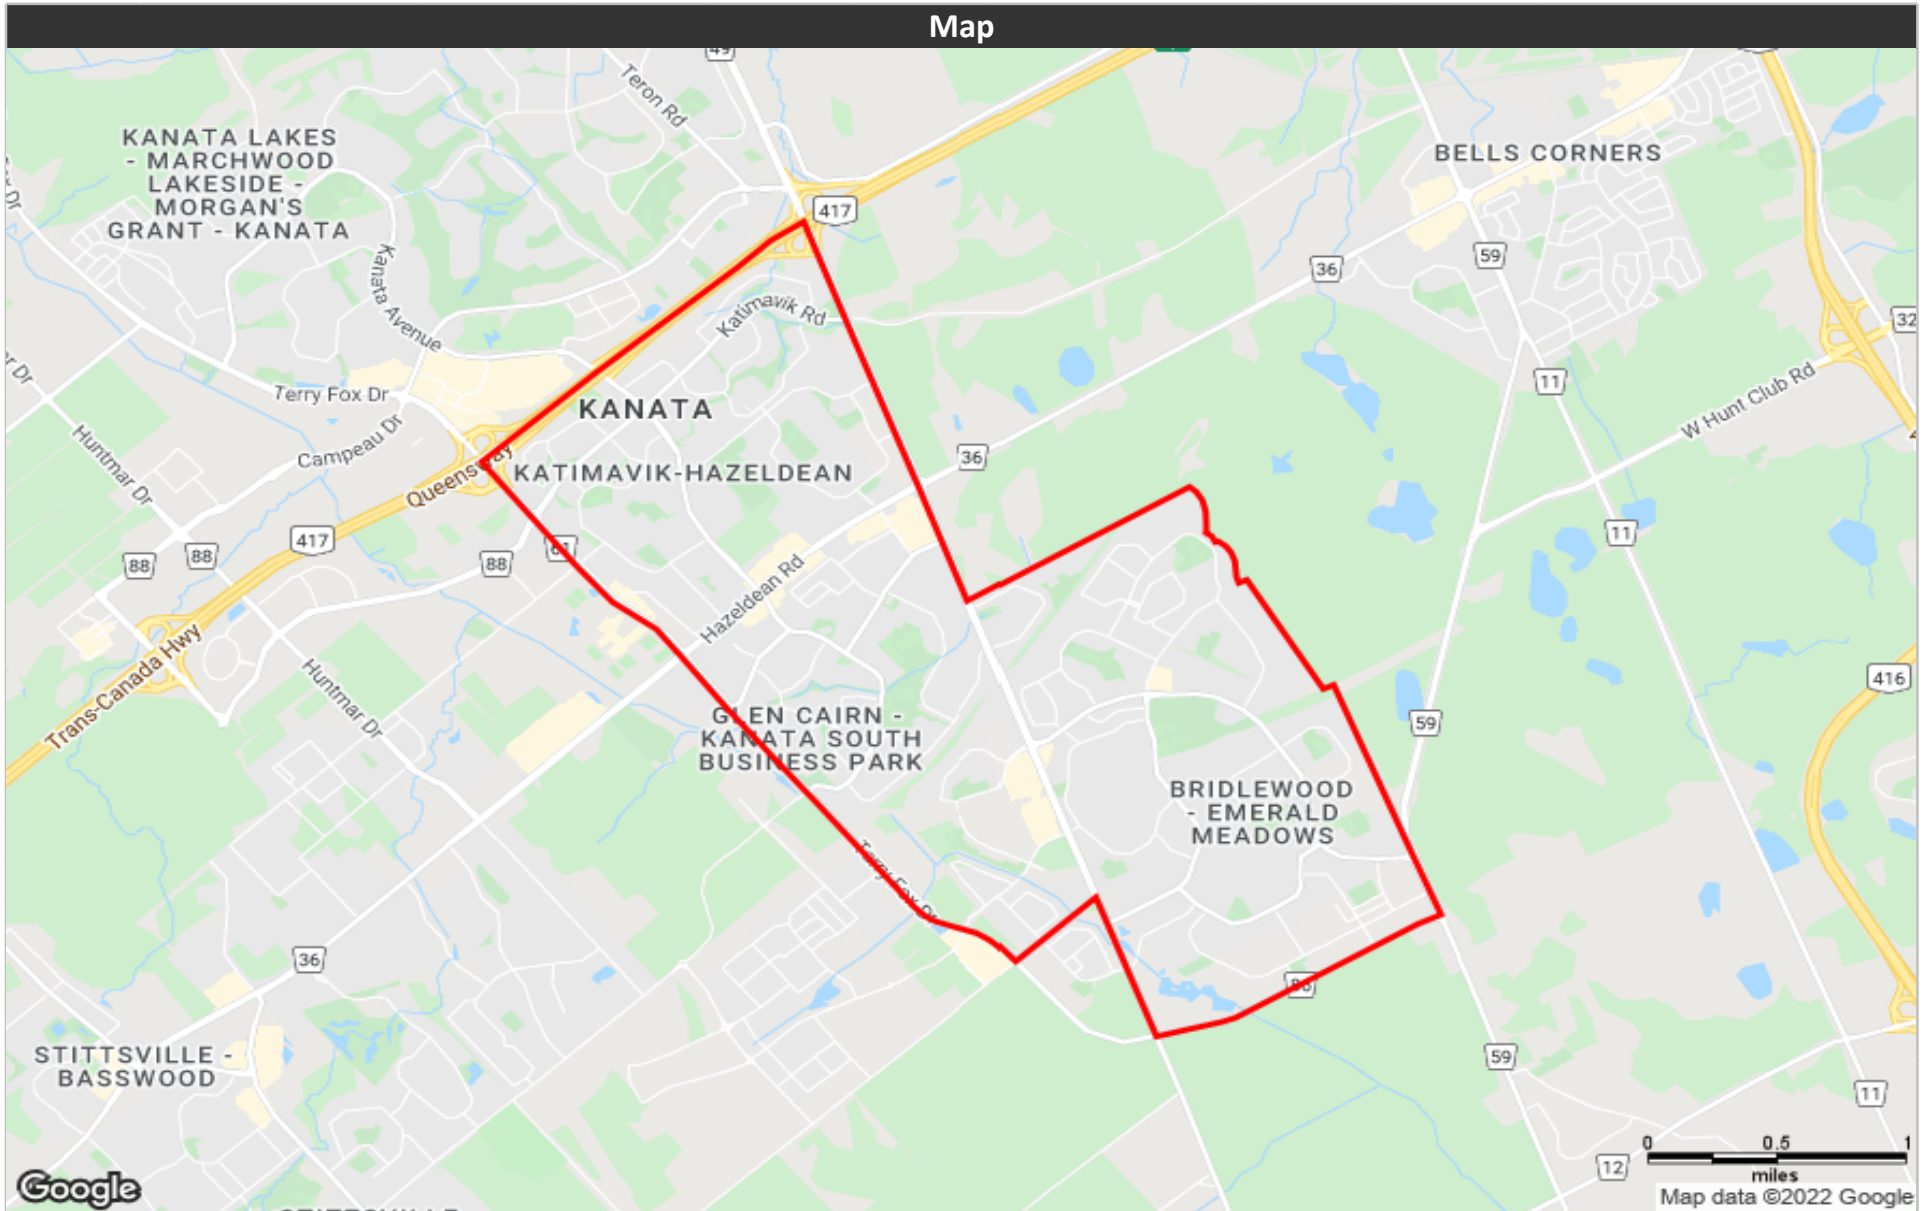 Map
49
Teron Rd
KANATA LAKES
- MARCHWOOD
LAKESIDE -
MORGAN'S
GRANT - KANATA
BELLS CORNERS
417
Kanata Avenue
59
36
Katimavik Rd
32
Terry Fox Dr
KANATA
11
W Hunt Club Rd
Campeau Dr
Huntmar Dr
Queensway
KATIMAVIK-HAZELDEAN
36
417
88
88
88
61
11
Hazeldean Rd
Trans-Canada Hwy
Huntmar Dr
416
59
GLEN CAIRN -
KANATA SOUTH
BUSINESS PARK
BRIDLEWOOD
- EMERALD
MEADOWS
Terry Fox Dr
36
STITTSVILLE -
BASSWOOD
59
11
12
0 0.5 1
miles
Google
Map data ©2022 Google